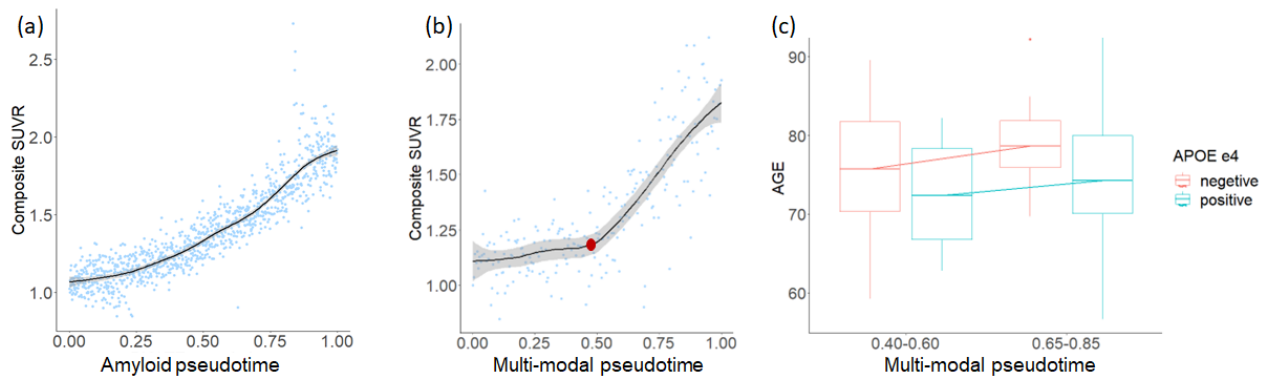 (a)
Composite SUVR
2.5
2.0
1.5
1.0
0.00 0.25 0.50 0.75 1.00
Amyloid pseudotime
(b)
Composite SUVR
2.00
1.75
1.50
1.25
1.00
0.00 0.25 0.50 0.75 1.00
Multi-modal pseudotime
(c)
AGE
90
80
70
60
0.40-0.60 0.65-0.85
Multi-modal pseudotime
APOE e4
negetive
positive